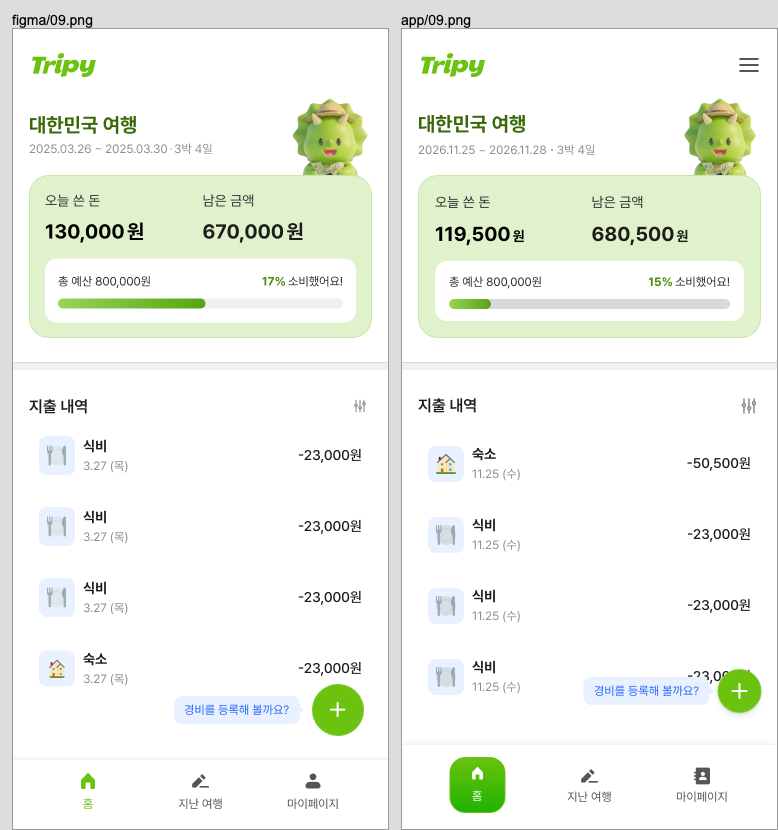 figma/09.png
Tripy
대한민국 여행
2025.03.26 ~ 2025.03.30 · 3박 4일
오늘 쓴 돈 남은 금액
130,000원 670,000원
총 예산 800,000원 17% 소비했어요!
지출 내역
식비 -23,000원
3.27 (목)
식비 -23,000원
3.27 (목)
식비 -23,000원
3.27 (목)
숙소 -23,000원
3.27 (목)
경비를 등록해 볼까요?
홈 지난 여행 마이페이지
app/09.png
Tripy
대한민국 여행
2026.11.25 ~ 2026.11.28 · 3박 4일
오늘 쓴 돈 남은 금액
119,500원 680,500원
총 예산 800,000원 15% 소비했어요!
지출 내역
숙소 -50,500원
11.25 (수)
식비 -23,000원
11.25 (수)
식비 -23,000원
11.25 (수)
식비
11.25 (수)
경비를 등록해 볼까요?
홈 지난 여행 마이페이지